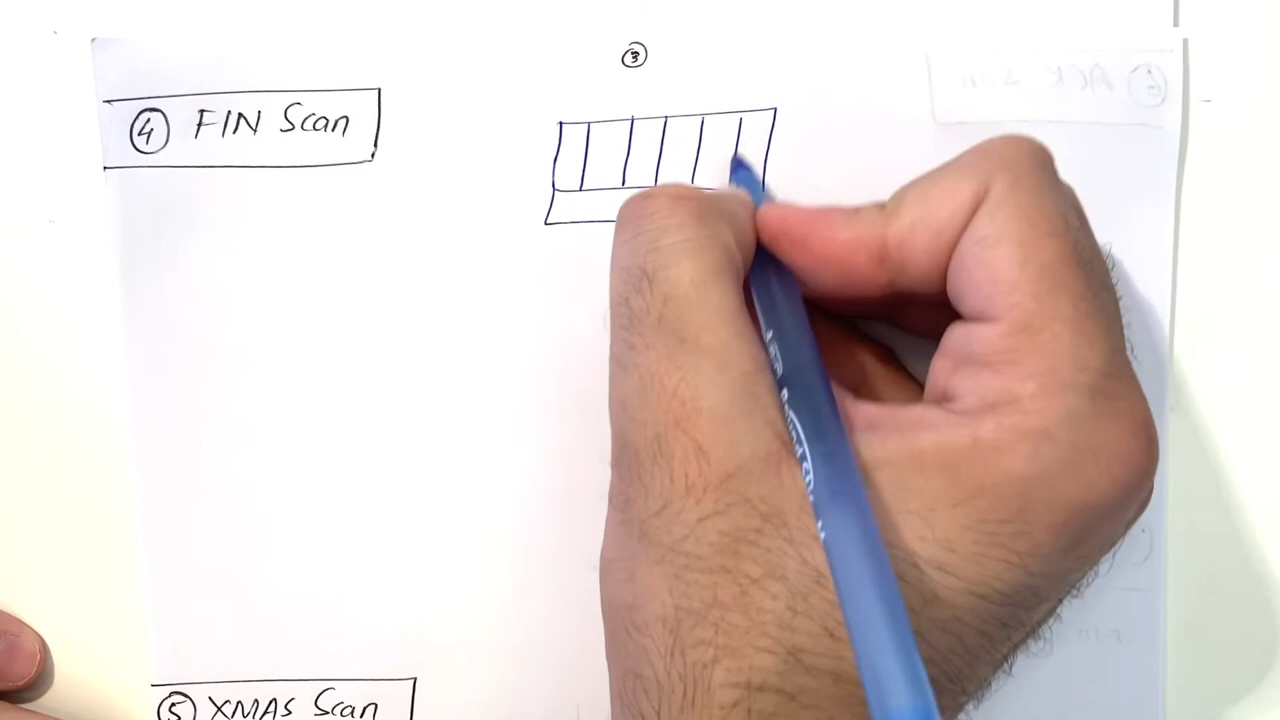 ③
④ FIN Scan
⑤ XMAS Scan